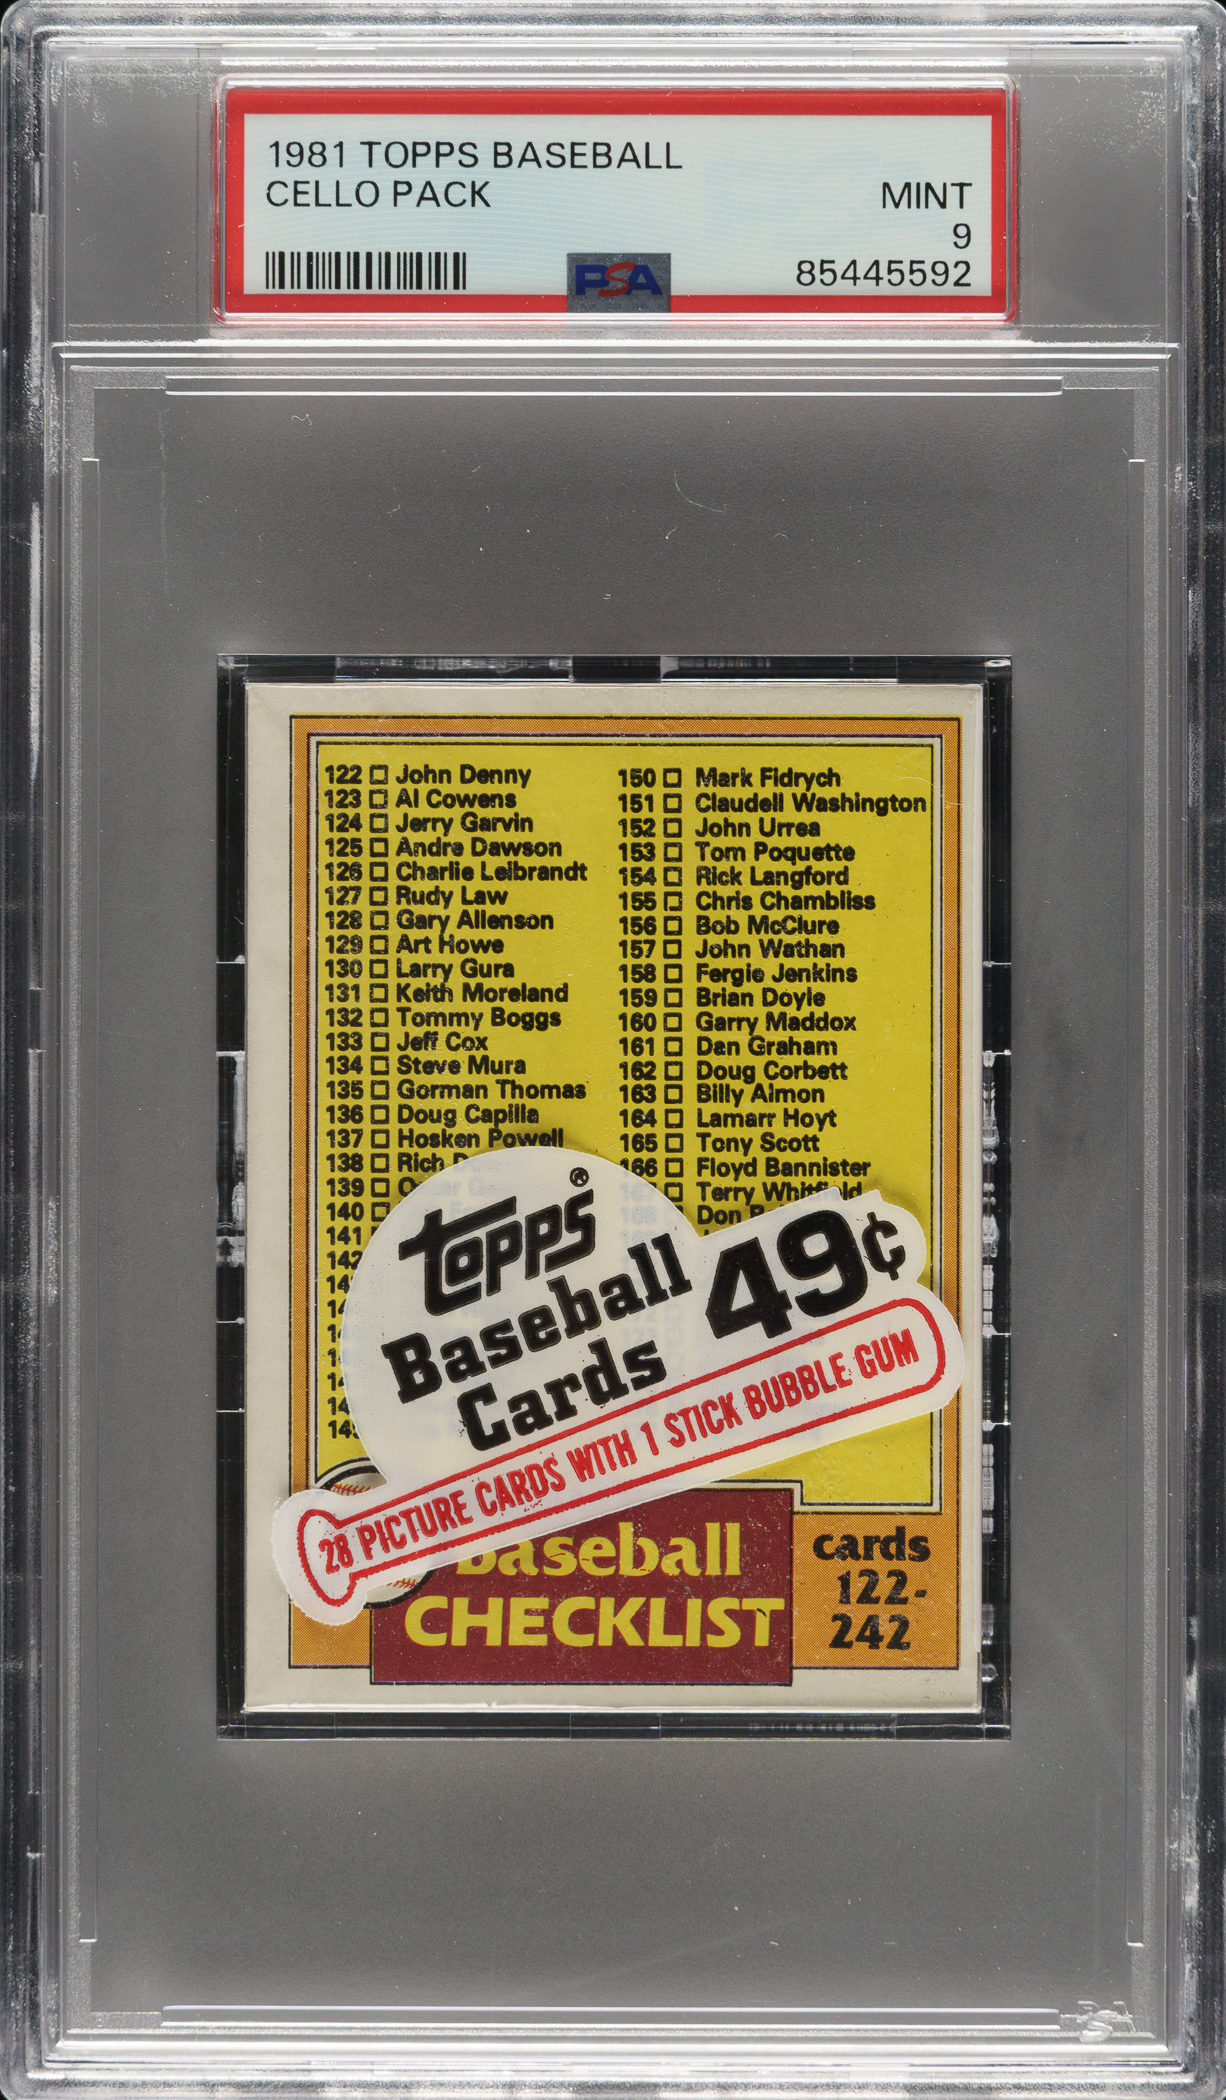 1981 TOPPS BASEBALL
CELLO PACK
MINT
9
PSA
85445592
122 □ John Denny
123 □ Al Cowens
124 □ Jerry Garvin
125 □ Andre Dawson
126 □ Charlie Leibrandt
127 □ Rudy Law
128 □ Gary Allenson
129 □ Art Howe
130 □ Larry Gura
131 □ Keith Moreland
132 □ Tommy Boggs
133 □ Jeff Cox
134 □ Steve Mura
135 □ Gorman Thomas
136 □ Doug Capilla
137 □ Hosken Powell
138 □ Rich
139 □
140 □
141
142
150 □ Mark Fidrych
151 □ Claudell Washington
152 □ John Urrea
153 □ Tom Poquette
154 □ Rick Langford
155 □ Chris Chambliss
156 □ Bob McClure
157 □ John Wathan
158 □ Fergie Jenkins
159 □ Brian Doyle
160 □ Garry Maddox
161 □ Dan Graham
162 □ Doug Corbett
163 □ Billy Almon
164 □ Lamarr Hoyt
165 □ Tony Scott
166 □ Floyd Bannister
167 □ Terry Whitfield
168 □ Don
Topps®
Baseball 49¢
Cards
28 PICTURE CARDS WITH 1 STICK BUBBLE GUM
Baseball
CHECKLIST
cards
122-
242
PSA